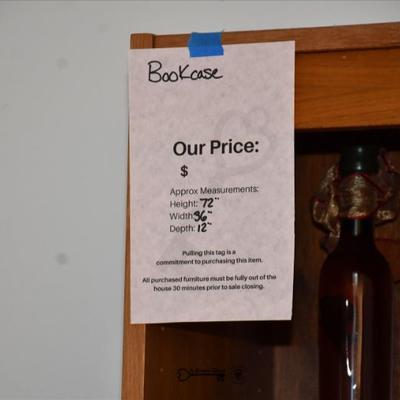 Bookcase
Our Price:
$
Approx Measurements:
Height: 72"
Width: 36"
Depth: 12"
Pulling this tag is a
commitment to purchasing this item.
All purchased furniture must be fully out of the
house 30 minutes prior to sale closing.